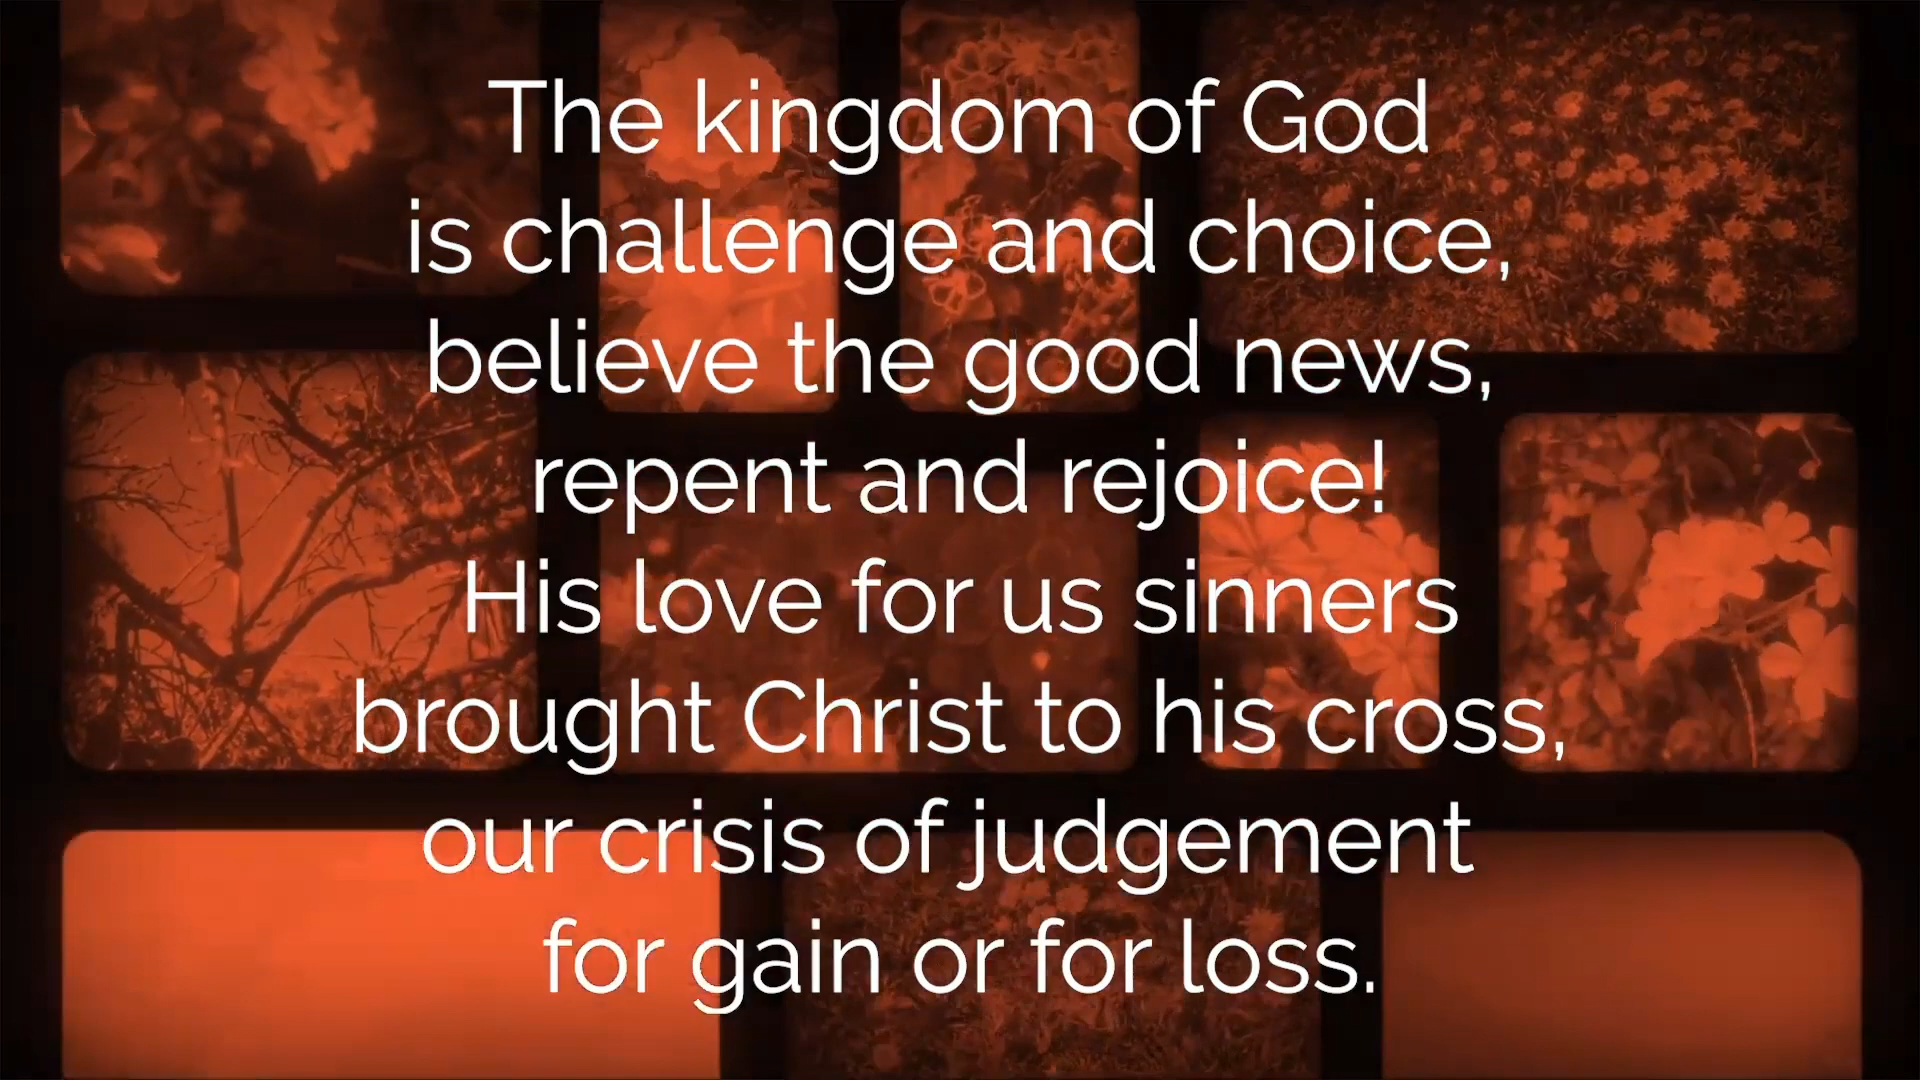 The kingdom of God
is challenge and choice,
believe the good news,
repent and rejoice!
His love for us sinners
brought Christ to his cross,
our crisis of judgement
for gain or for loss.